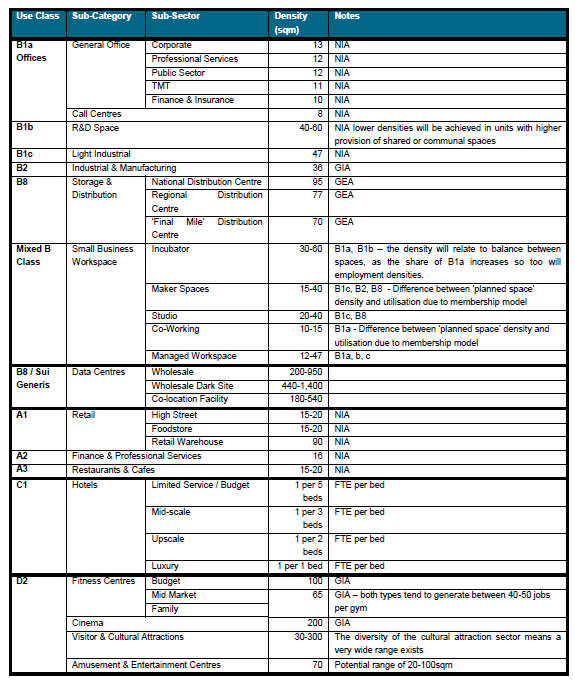 Use Class Sub-Category Sub-Sector Density (sqm) Notes
B1a Offices General Office Corporate 13 NIA
Professional Services 12 NIA
Public Sector 12 NIA
TMT 11 NIA
Finance & Insurance 10 NIA
Call Centres 8 NIA
B1b R&D Space 40-60 NIA lower densities will be achieved in units with higher
provision of shared or communal spaces
B1c Light Industrial 47 NIA
B2 Industrial & Manufacturing 36 GIA
B8 Storage & Distribution National Distribution Centre 95 GEA
Regional Distribution Centre 77 GEA
'Final Mile' Distribution Centre 70 GEA
Mixed B Class Small Business Workspace Incubator 30-60 B1a, B1b – the density will relate to balance between
spaces, as the share of B1a increases so too will
employment densities.
Maker Spaces 15-40 B1c, B2, B8 - Difference between 'planned space'
density and utilisation due to membership model
Studio 20-40 B1c, B8
Co-Working 10-15 B1a - Difference between 'planned space' density and
utilisation due to membership model
Managed Workspace 12-47 B1a, b, c
B8 / Sui Generis Data Centres Wholesale 200-950
Wholesale Dark Site 440-1,400
Co-location Facility 180-540
A1 Retail High Street 15-20 NIA
Foodstore 15-20 NIA
Retail Warehouse 90 NIA
A2 Finance & Professional Services 16 NIA
A3 Restaurants & Cafes 15-20 NIA
C1 Hotels Limited Service / Budget 1 per 5 beds FTE per bed
Mid-scale 1 per 3 beds FTE per bed
Upscale 1 per 2 beds FTE per bed
Luxury 1 per 1 bed FTE per bed
D2 Fitness Centres Budget 100 GIA
Mid Market 65 GIA – both types tend to generate between 40-50 jobs
Family per gym
Cinema 200 GIA
Visitor & Cultural Attractions 30-300 The diversity of the cultural attraction sector means a
very wide range exists
Amusement & Entertainment Centres 70 Potential range of 20-100sqm